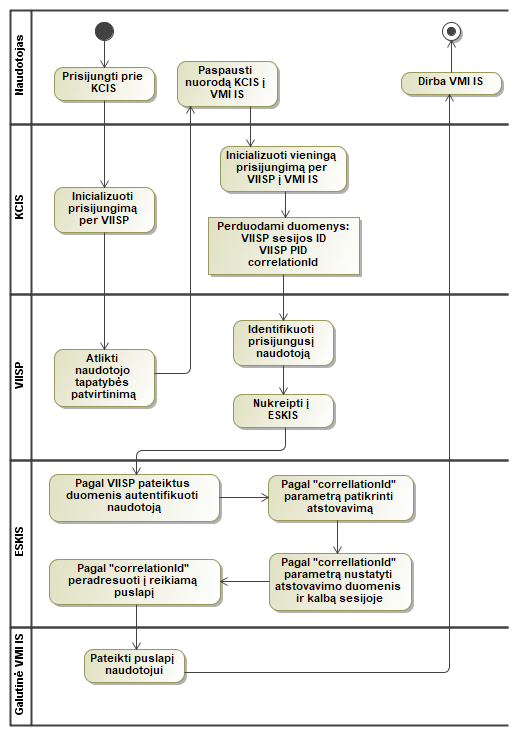 Naudotojas
Prisijungti prie
KCIS
Paspausti
nuorodą KCIS į
VMI IS
Dirba VMI IS
KCIS
Inicializuoti
prisijungimą
per VIISP
Inicializuoti vieningą
prisijungimą per
VIISP į VMI IS
Perduodami duomenys:
VIISP sesijos ID
VIISP PID
correlationId
VIISP
Atlikti
naudotojo
tapatybės
patvirtinimą
Identifikuoti
prisijungusį
naudotoją
Nukreipti į
ESKIS
ESKIS
Pagal VIISP pateiktus
duomenis autentifikuoti
naudotoją
Pagal "correllationId"
parametrą patikrinti
atstovavimą
Pagal "correllationId"
parametrą nustatyti
atstovavimo duomenis
ir kalbą sesijoje
Pagal "correlationId"
peradresuoti į reikiamą
puslapį
Galutinė VMI IS
Pateikti puslapį
naudotojui